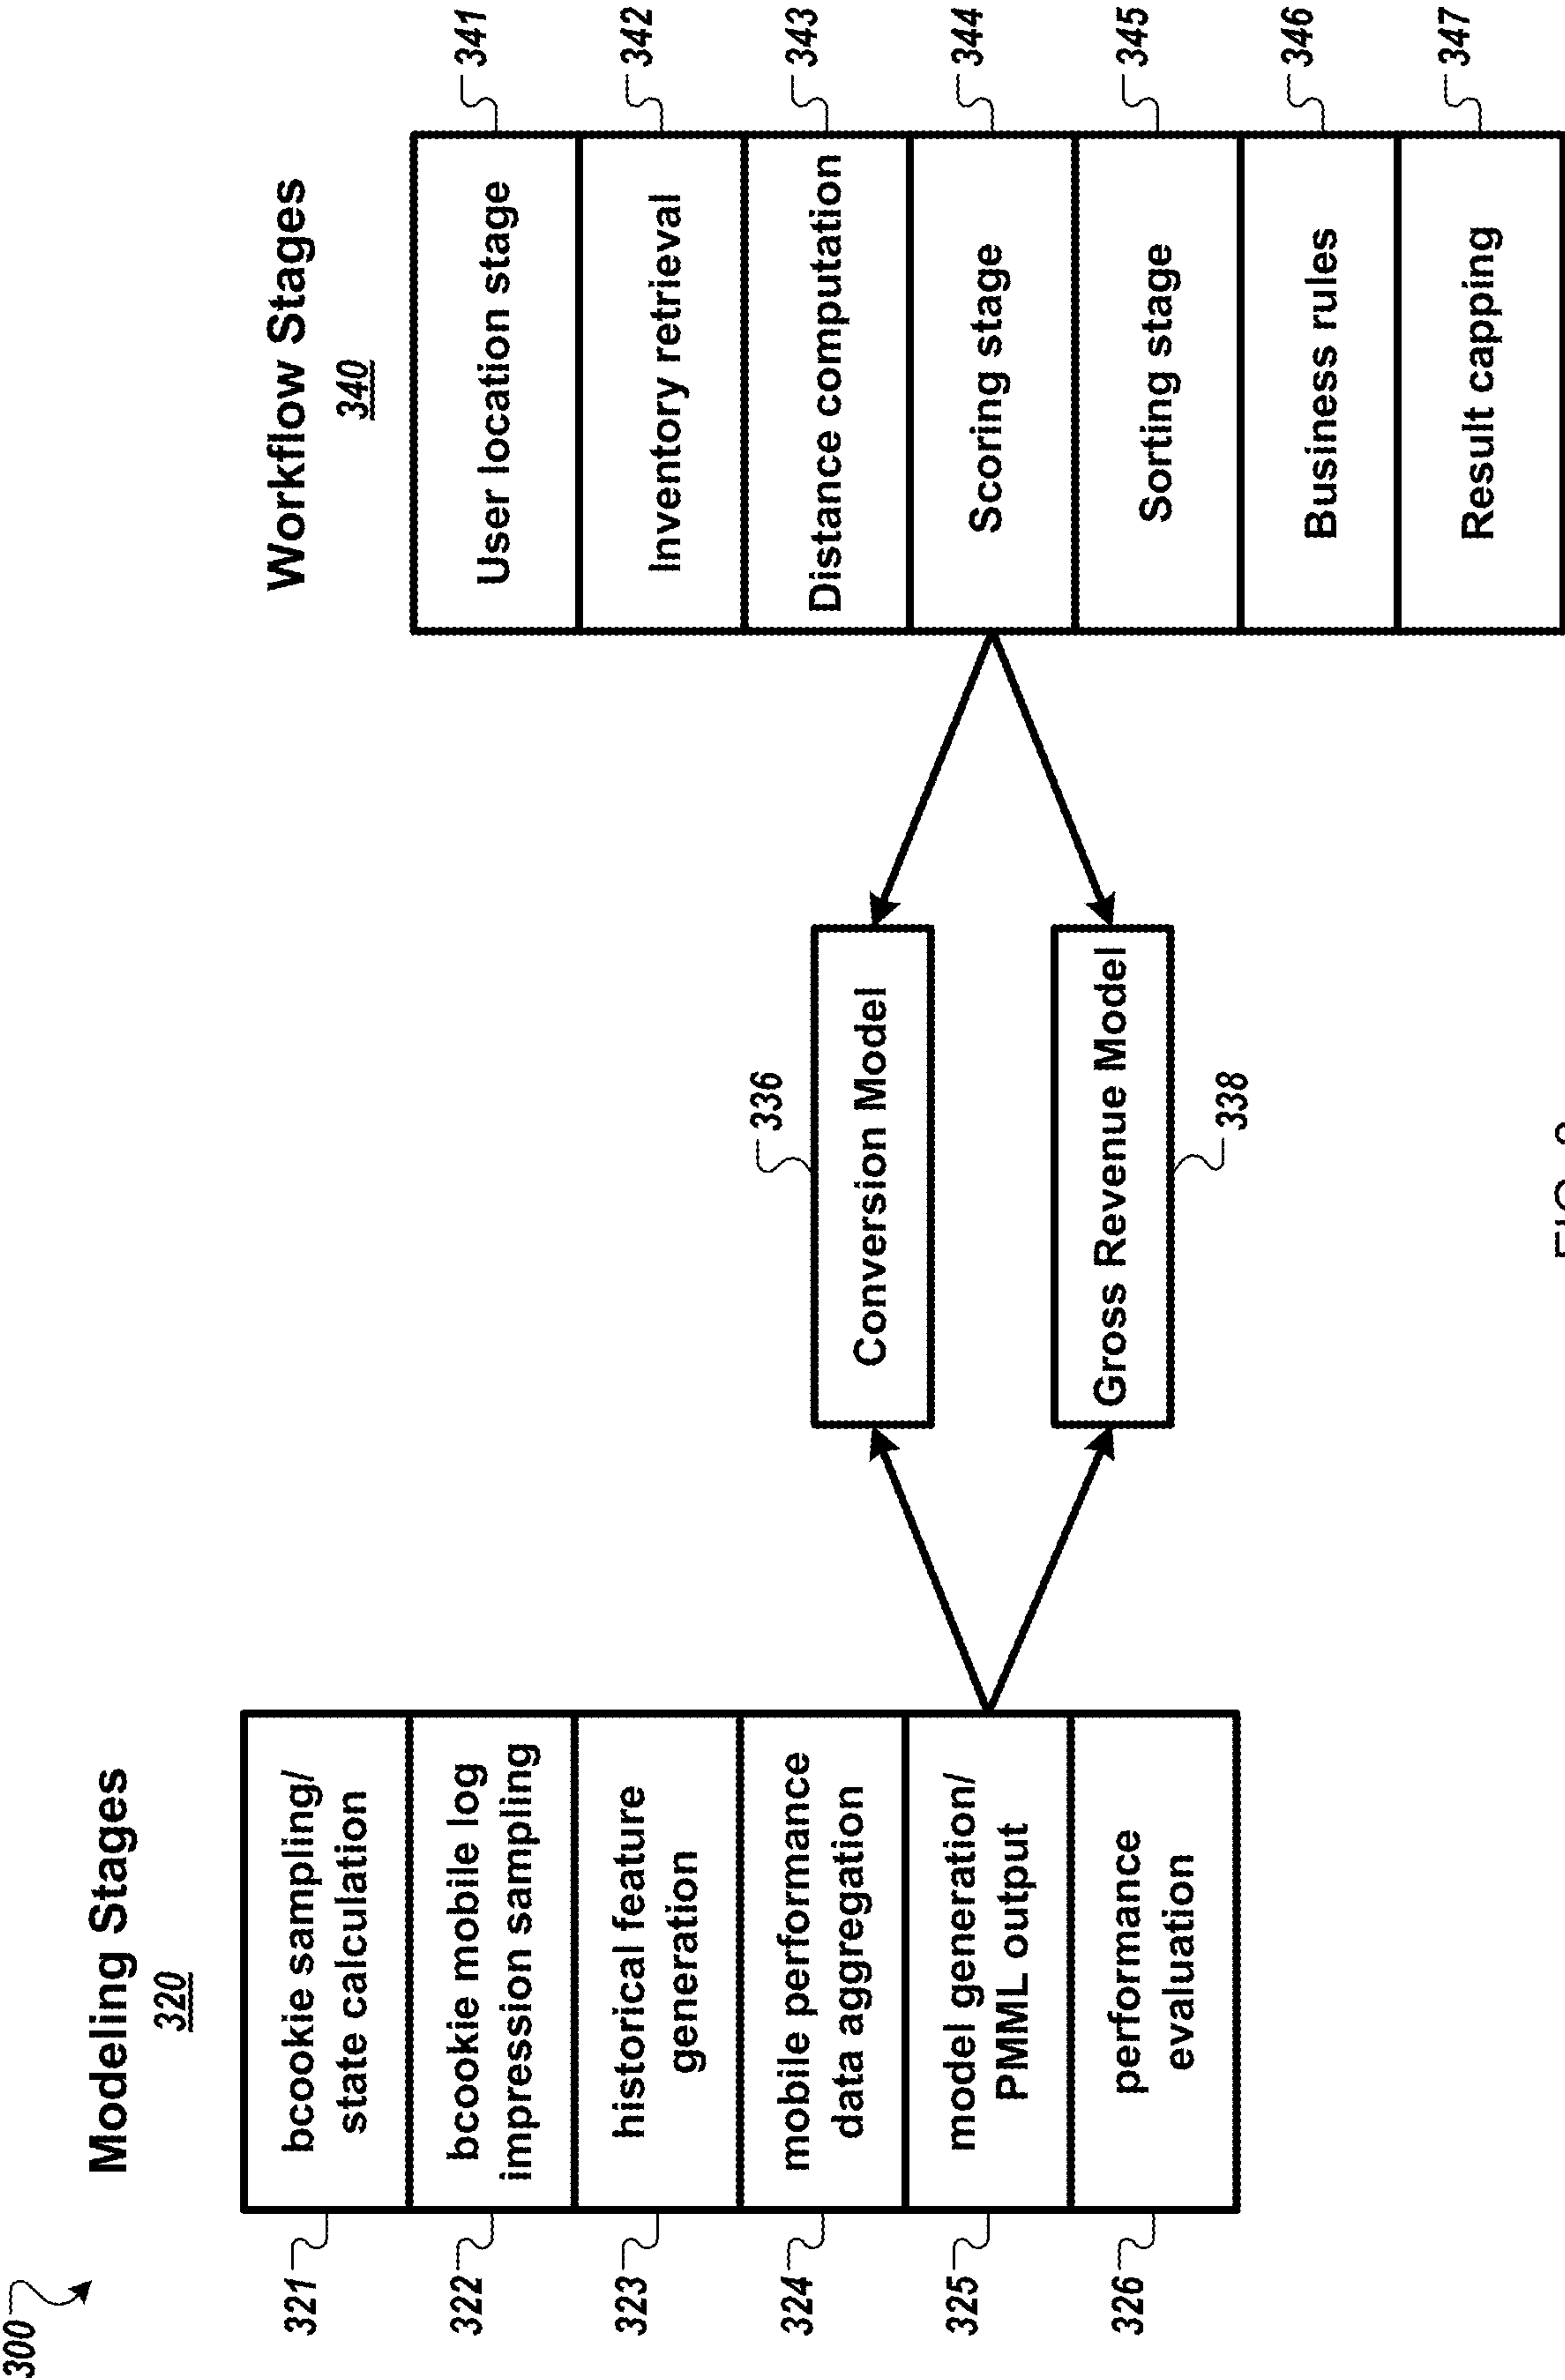 300
Modeling Stages
320
321
bcookie sampling/
state calculation
322
bcookie mobile log
impression sampling
323
historical feature
generation
324
mobile performance
data aggregation
325
model generation/
PMML output
326
performance
evaluation
336
Conversion Model
Gross Revenue Model
338
Workflow Stages
340
User location stage
341
Inventory retrieval
342
Distance computation
343
Scoring stage
344
Sorting stage
345
Business rules
346
Result capping
347